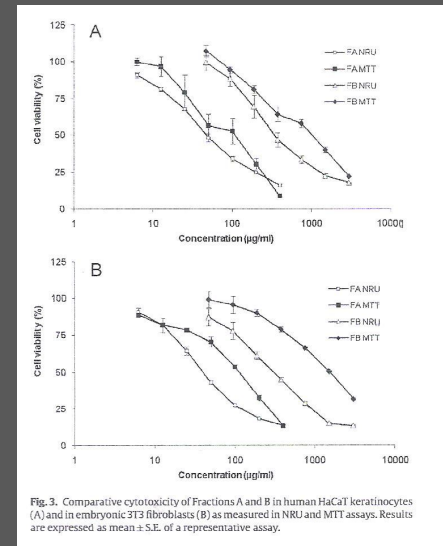 A
125
100
75
50
25
0
Cell viability (%)
1
10
100
1000
10000
Concentration (µg/ml)
FA NRU
FA MTT
FB NRU
FB MTT
B
125
100
75
50
25
0
Cell viability (%)
1
10
100
1000
10000
Concentration (µg/ml)
FA NRU
FA MTT
FB NRU
FB MTT
Fig. 3. Comparative cytotoxicity of Fractions A and B in human HaCaT keratinocytes
(A) and in embryonic 3T3 fibroblasts (B) as measured in NRU and MTT assays. Results
are expressed as mean ± S.E. of a representative assay.